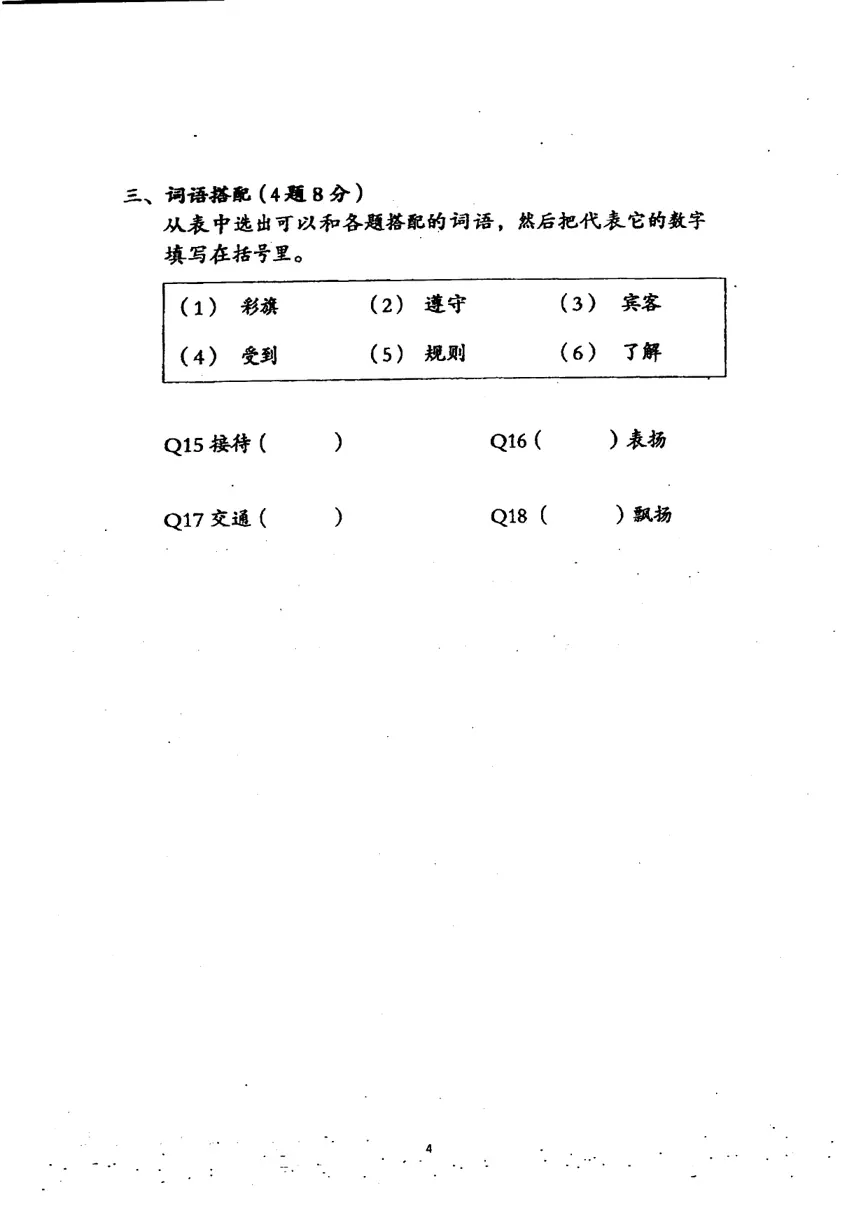 三、词语搭配（4题8分）
从表中选出可以和各题搭配的词语，然后把代表它的数字
填写在括号里。
（1） 彩旗 （2） 遵守 （3） 宾客
（4） 受到 （5） 规则 （6） 了解
Q15 接待（ ） Q16（ ）表扬
Q17 交通（ ） Q18（ ）飘扬
4